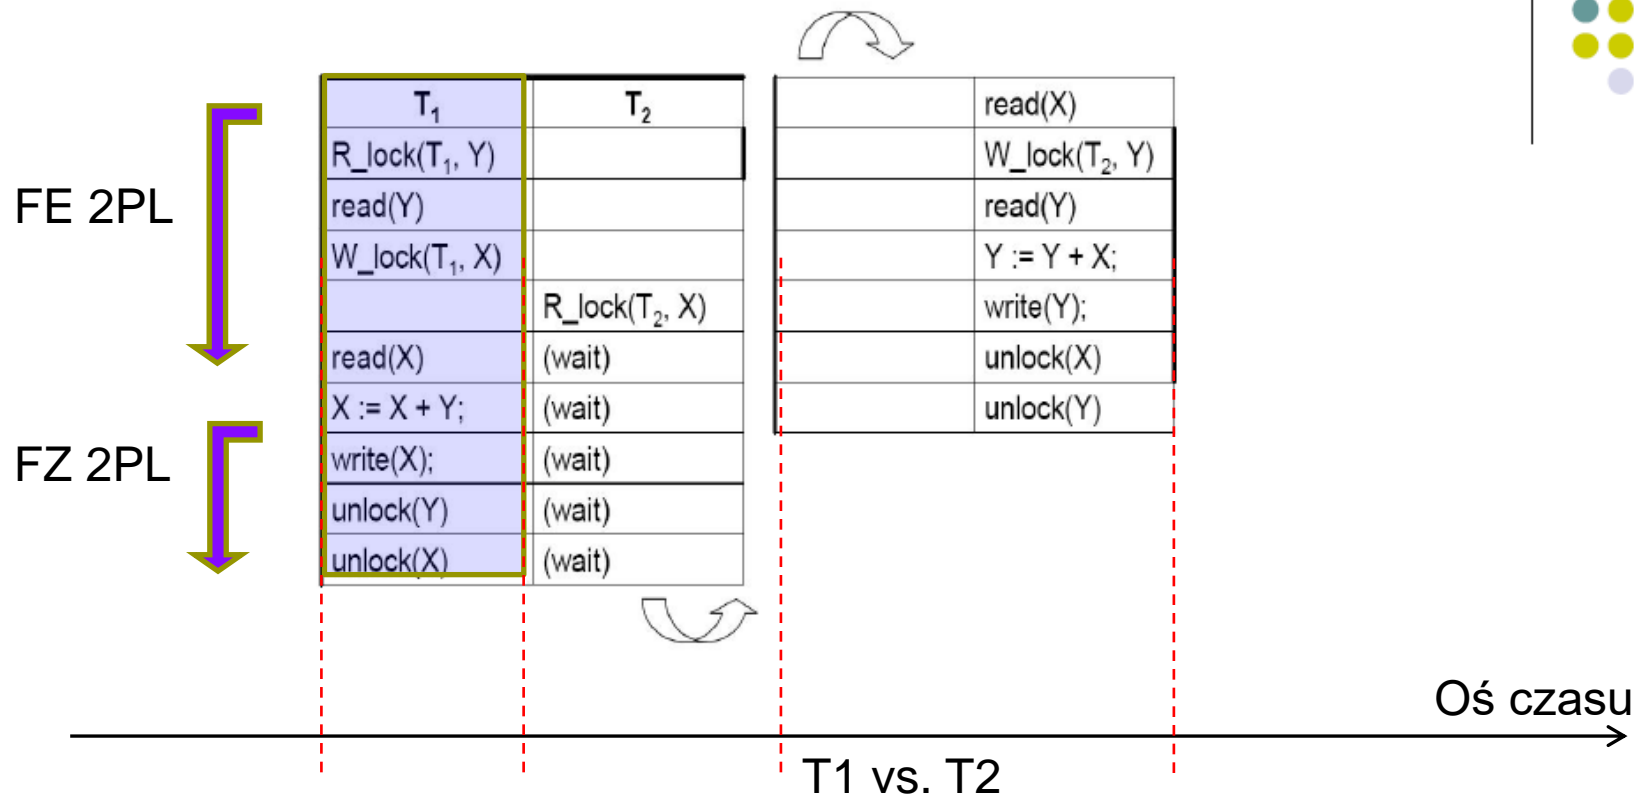 FE 2PL
FZ 2PL
T₁ T₂
R_lock(T₁, Y)
read(Y)
W_lock(T₁, X)
R_lock(T₂, X)
read(X) (wait)
X := X + Y; (wait)
write(X); (wait)
unlock(Y) (wait)
unlock(X) (wait)
read(X)
W_lock(T₂, Y)
read(Y)
Y := Y + X;
write(Y);
unlock(X)
unlock(Y)
Oś czasu
T1 vs. T2